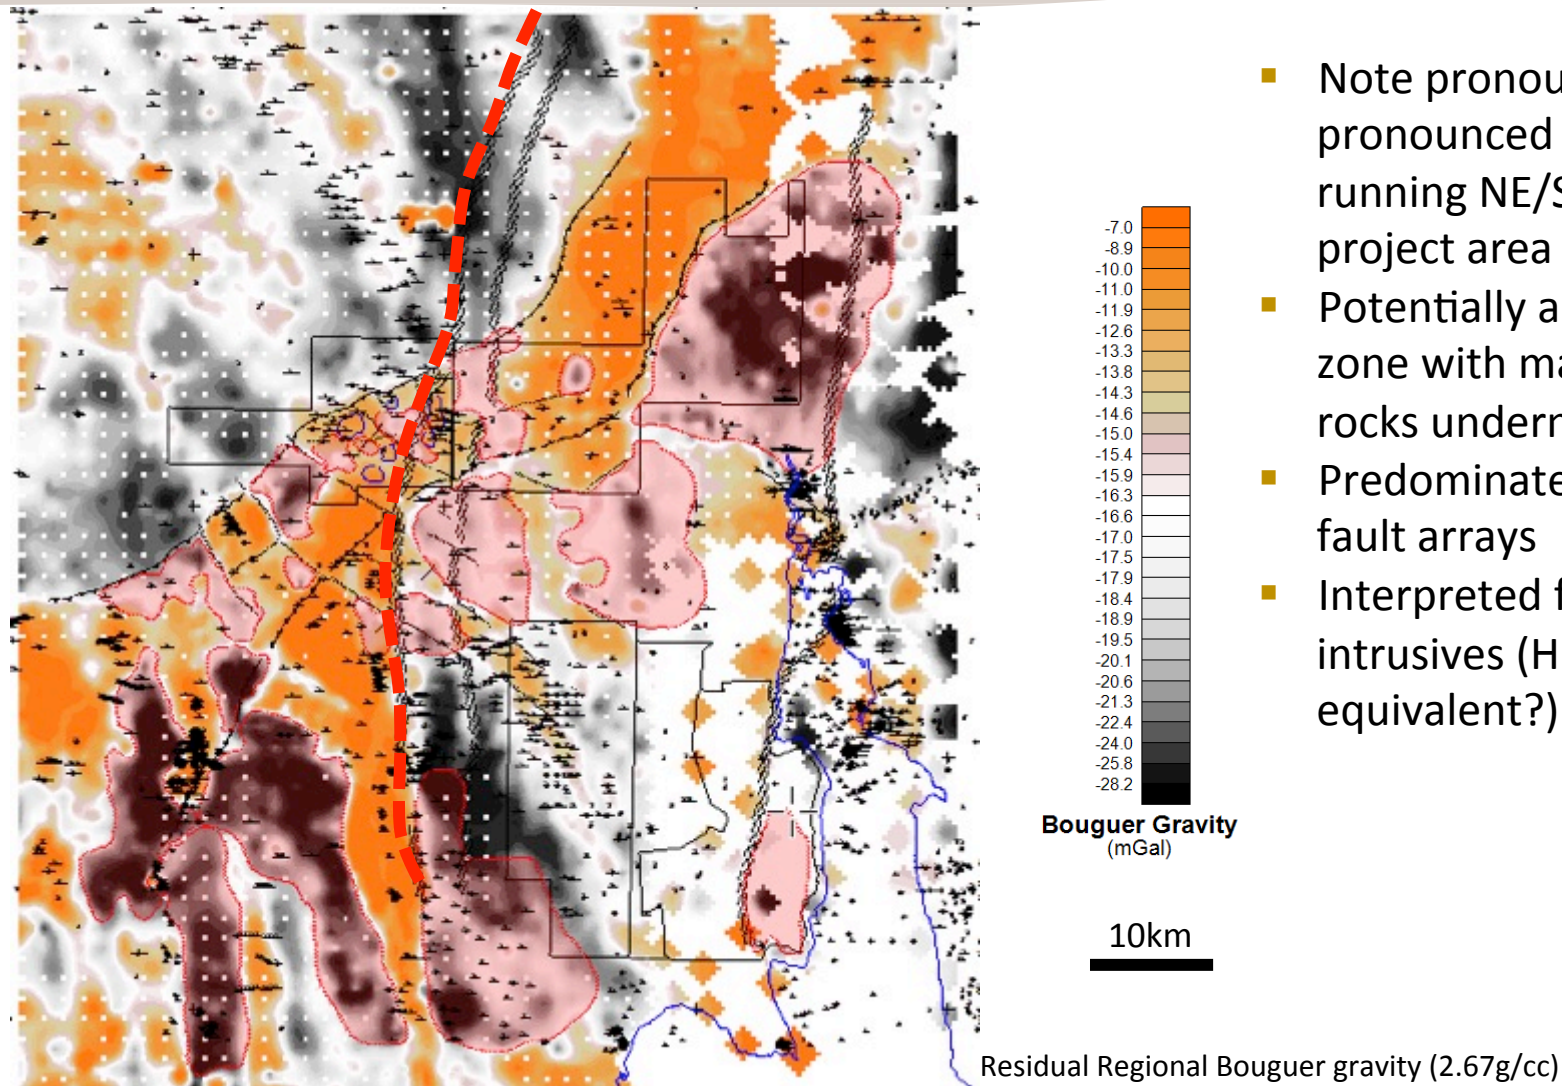 ▪ Note pronou
pronounced
running NE/S
project area
▪ Potentially a
zone with ma
rocks undern
▪ Predominate
fault arrays
▪ Interpreted f
intrusives (H
equivalent?)
-7.0
-8.9
-10.0
-11.0
-11.9
-12.6
-13.3
-13.8
-14.3
-14.6
-15.0
-15.4
-15.9
-16.3
-16.6
-17.0
-17.5
-17.9
-18.4
-18.9
-19.5
-20.1
-20.6
-21.3
-22.4
-24.0
-25.8
-28.2
Bouguer Gravity
(mGal)
10km
Residual Regional Bouguer gravity (2.67g/cc)